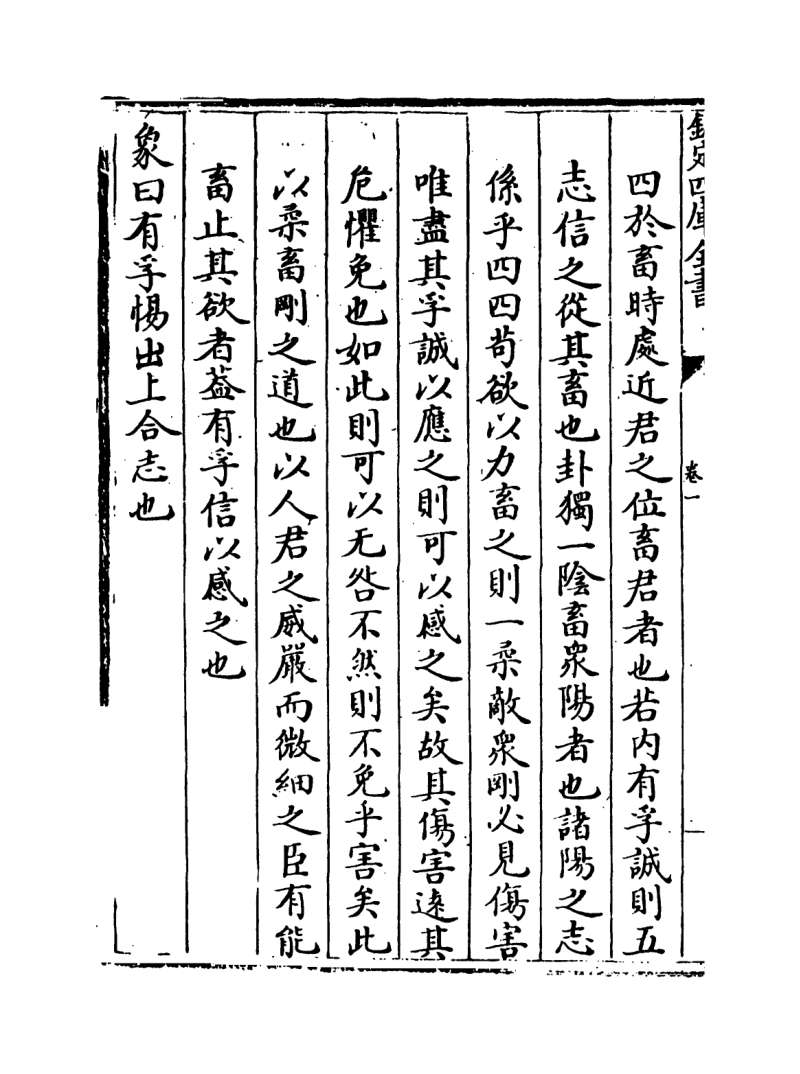 欽定四庫全書
卷一
四於畜時處近君之位畜君者也若内有孚誠則五
志信之從其畜也卦獨一陰畜衆陽者也諸陽之志
係乎四四苟欲以力畜之則一柔敵衆剛必見傷害
唯盡其孚誠以應之則可以感之矣故其傷害遠其
危懼免也如此則可以无咎不然則不免乎害矣此
以柔畜剛之道也以人君之威嚴而微細之臣有能
畜止其欲者葢有孚信以感之也
象曰有孚惕出上合志也